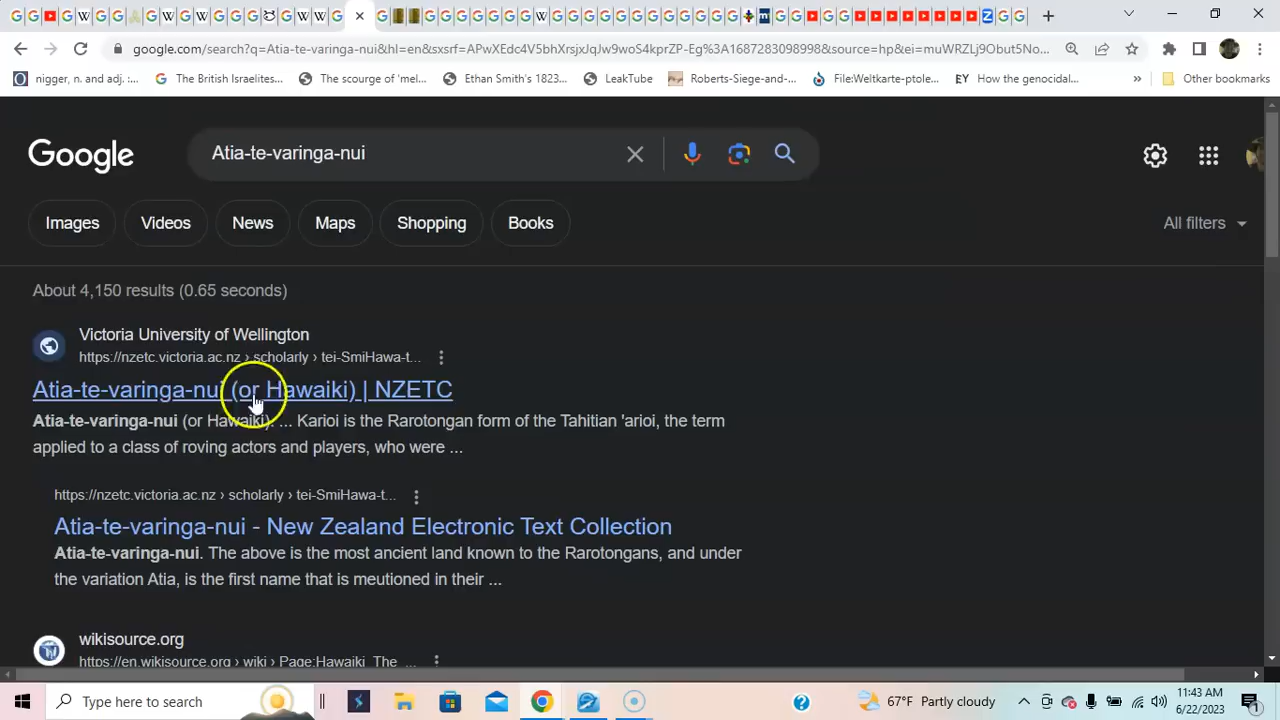 google.com/search?q=Atia-te-varinga-nui&hl=en&sxsrf=APwXEdc4V5bhXrsjxJqJw9woS4kprZP-Eg%3A1687283098998&source=hp&ei=muWRZLj9Obut5No...
nigger, n. and adj. :... The British Israelites... The scourge of 'mel... Ethan Smith's 1823... LeakTube Roberts-Siege-and-... File:Weltkarte-ptole... EY How the genocidal... » Other bookmarks
Google
Atia-te-varinga-nui
Images Videos News Maps Shopping Books All filters
About 4,150 results (0.65 seconds)
Victoria University of Wellington
https://nzetc.victoria.ac.nz › scholarly › tei-SmiHawa-t...
Atia-te-varinga-nui (or Hawaiki) | NZETC
Atia-te-varinga-nui (or Hawaiki). ... Karioi is the Rarotongan form of the Tahitian 'arioi, the term
applied to a class of roving actors and players, who were ...
https://nzetc.victoria.ac.nz › scholarly › tei-SmiHawa-t...
Atia-te-varinga-nui - New Zealand Electronic Text Collection
Atia-te-varinga-nui. The above is the most ancient land known to the Rarotongans, and under
the variation Atia, is the first name that is meutioned in their ...
wikisource.org
https://en.wikisource.org › wiki › Page:Hawaiki_The_...
Type here to search
67°F Partly cloudy
11:43 AM
6/22/2023